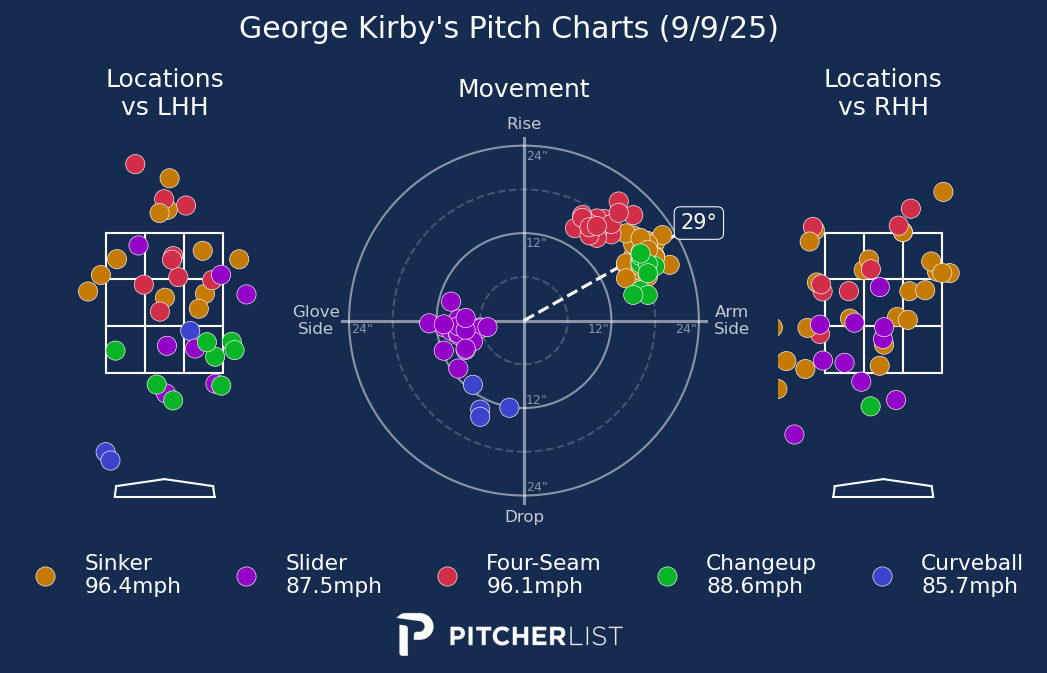 George Kirby's Pitch Charts (9/9/25)
Locations
vs LHH
Movement
Locations
vs RHH
Rise
24"
29°
12"
Glove
Side
24"
12"
24"
Arm
Side
12"
24"
Drop
Sinker
96.4mph
Slider
87.5mph
Four-Seam
96.1mph
Changeup
88.6mph
Curveball
85.7mph
PITCHERLIST